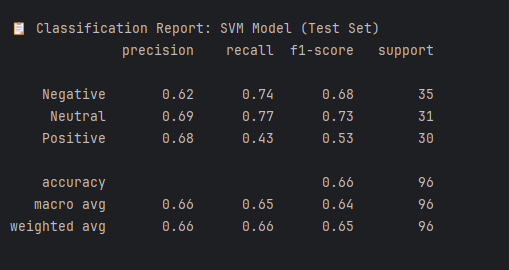 📋 Classification Report: SVM Model (Test Set)
precision recall f1-score support
Negative 0.62 0.74 0.68 35
Neutral 0.69 0.77 0.73 31
Positive 0.68 0.43 0.53 30
accuracy 0.66 96
macro avg 0.66 0.65 0.64 96
weighted avg 0.66 0.66 0.65 96